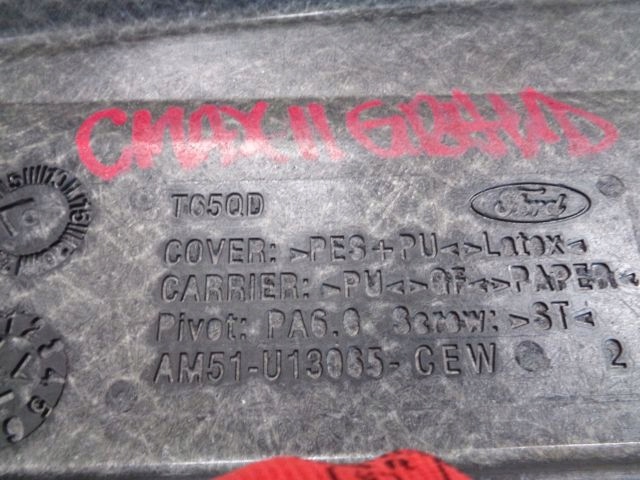 CMAX II GRAND
T65QD
Ford
COVER: >PES+PU<>Latex<
CARRIER: >PU<>GF<>PAPER<
Pivot: PA6.6 Screw: >ST<
AM51-U13065-CEW 2